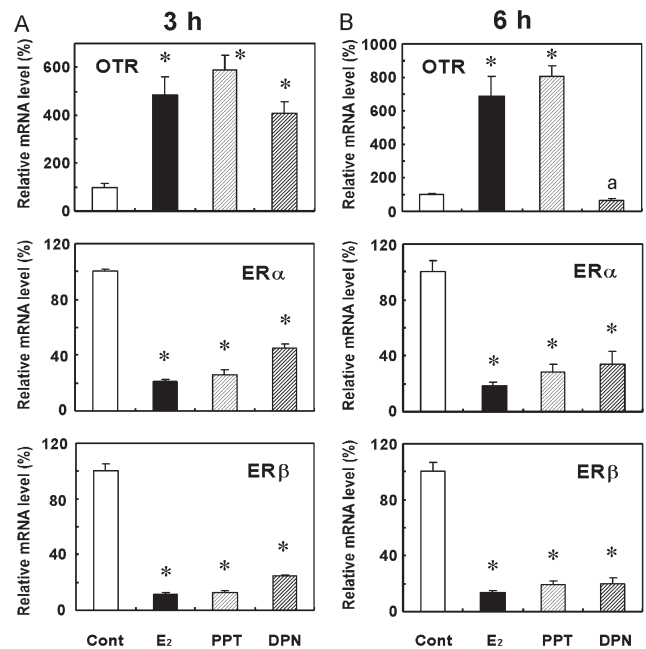 A
3 h
Relative mRNA level (%)
600
400
200
0
OTR
*
*
*
Relative mRNA level (%)
120
80
40
0
ERα
*
*
*
Relative mRNA level (%)
120
80
40
0
ERβ
*
*
*
Cont E₂ PPT DPN
B
6 h
Relative mRNA level (%)
1000
800
600
400
200
0
OTR
*
*
a
Relative mRNA level (%)
120
80
40
0
ERα
*
*
*
Relative mRNA level (%)
120
80
40
0
ERβ
*
*
*
Cont E₂ PPT DPN